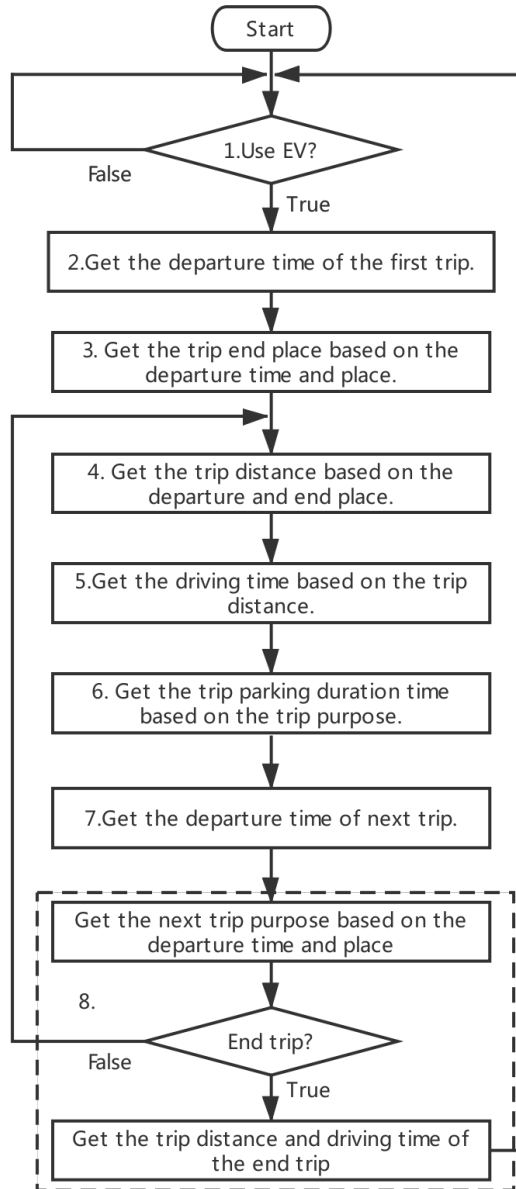 Start
1.Use EV?
False
True
2.Get the departure time of the first trip.
3. Get the trip end place based on the
departure time and place.
4. Get the trip distance based on the
departure and end place.
5.Get the driving time based on the trip
distance.
6. Get the trip parking duration time
based on the trip purpose.
7.Get the departure time of next trip.
Get the next trip purpose based on the
departure time and place
8.
End trip?
False
True
Get the trip distance and driving time of
the end trip